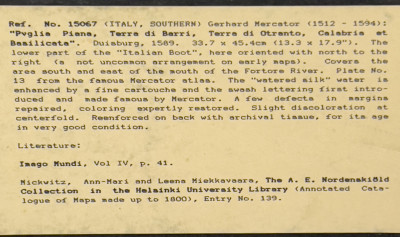 Ref. No. 15067 (ITALY, SOUTHERN) Gerhard Mercator (1512 - 1594):
"Pvglia Piana, Terra di Barri, Terra di Otranto, Calabria et
Basilicata". Duisburg, 1589. 33.7 x 45.4cm (13.3 x 17.9"). The
lower part of the "Italian Boot", here oriented with north to the
right (a not uncommon arrangement on early maps). Covers the
area south and east of the mouth of the Fortore River. Plate No.
13 from the famous Mercator atlas. The "watered silk" water is
enhanced by a fine cartouche and the swash lettering first intro-
duced and made famous by Mercator. A few defects in margins
repaired, coloring expertly restored. Slight discoloration at
centerfold. Reenforced on back with archival tissue, for its age
in very good condition.
Literature:
Imago Mundi, Vol IV, p. 41.
Mickwitz, Ann-Mari and Leena Miekkavaara, The A. E. Nordenskiöld
Collection in the Helsinki University Library (Annotated Cata-
logue of Maps made up to 1800), Entry No. 139.